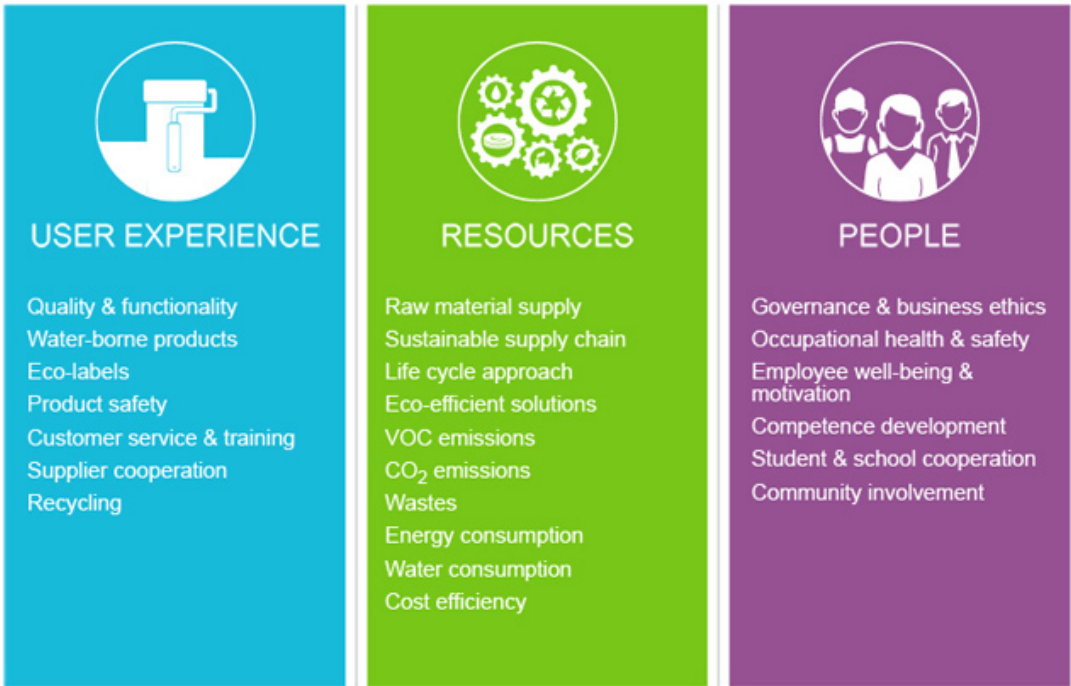 USER EXPERIENCE
Quality & functionality
Water-borne products
Eco-labels
Product safety
Customer service & training
Supplier cooperation
Recycling
RESOURCES
Raw material supply
Sustainable supply chain
Life cycle approach
Eco-efficient solutions
VOC emissions
CO₂ emissions
Wastes
Energy consumption
Water consumption
Cost efficiency
PEOPLE
Governance & business ethics
Occupational health & safety
Employee well-being &
motivation
Competence development
Student & school cooperation
Community involvement